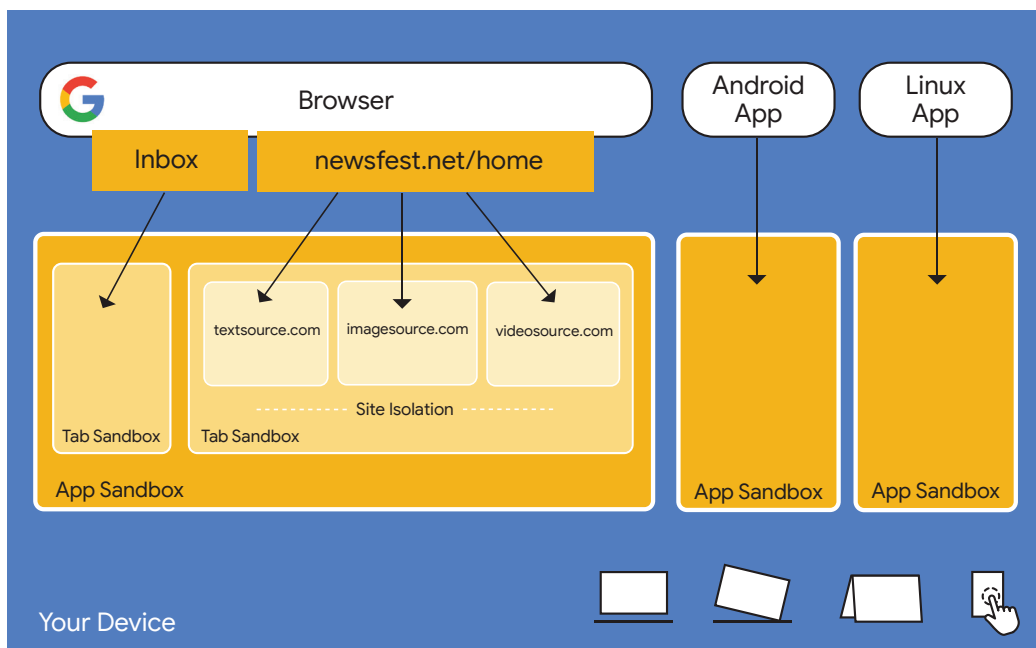 Browser
Android
App
Linux
App
Inbox
newsfest.net/home
textsource.com
imagesource.com
videosource.com
Site Isolation
Tab Sandbox
Tab Sandbox
App Sandbox
App Sandbox
App Sandbox
Your Device